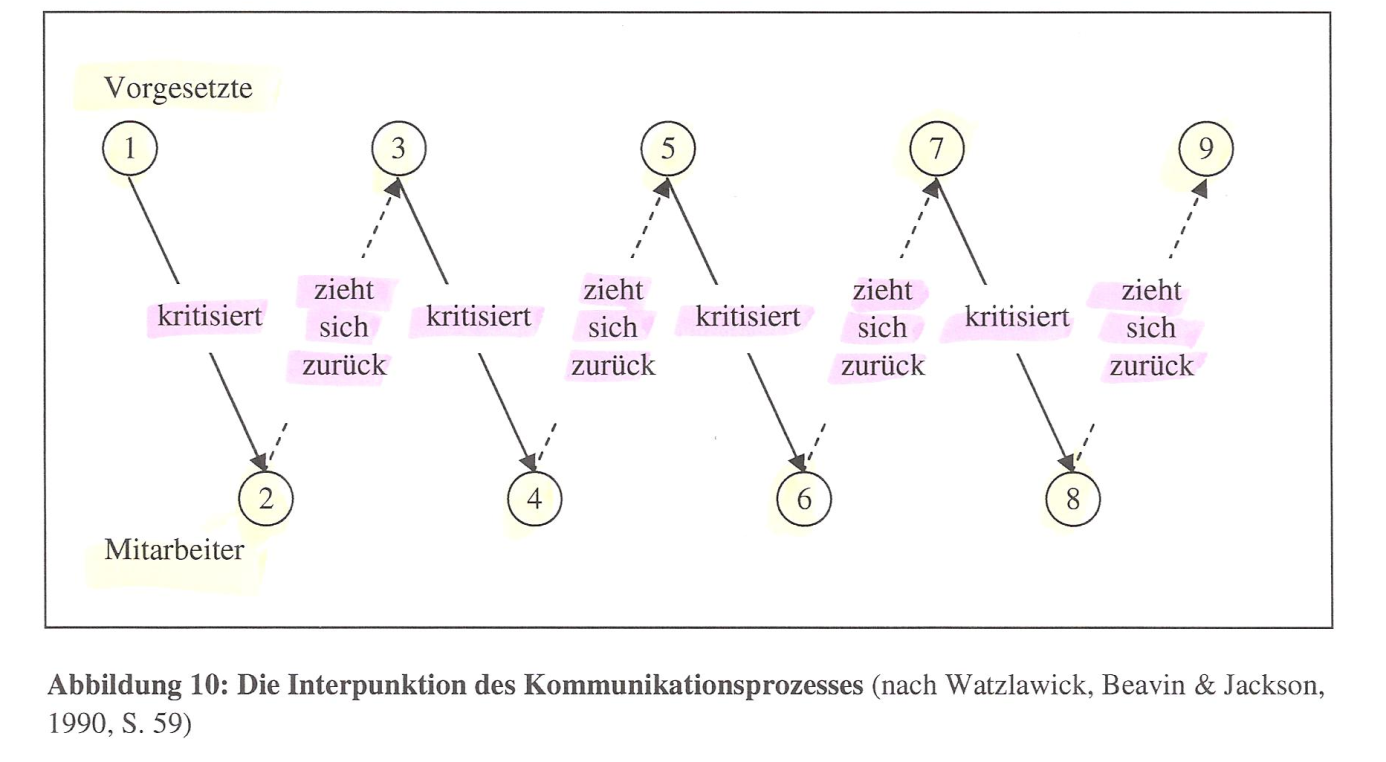 Vorgesetzte
1 3 5 7 9
kritisiert zieht sich zurück kritisiert zieht sich zurück kritisiert zieht sich zurück kritisiert zieht sich zurück
2 4 6 8
Mitarbeiter
Abbildung 10: Die Interpunktion des Kommunikationsprozesses (nach Watzlawick, Beavin & Jackson,
1990, S. 59)